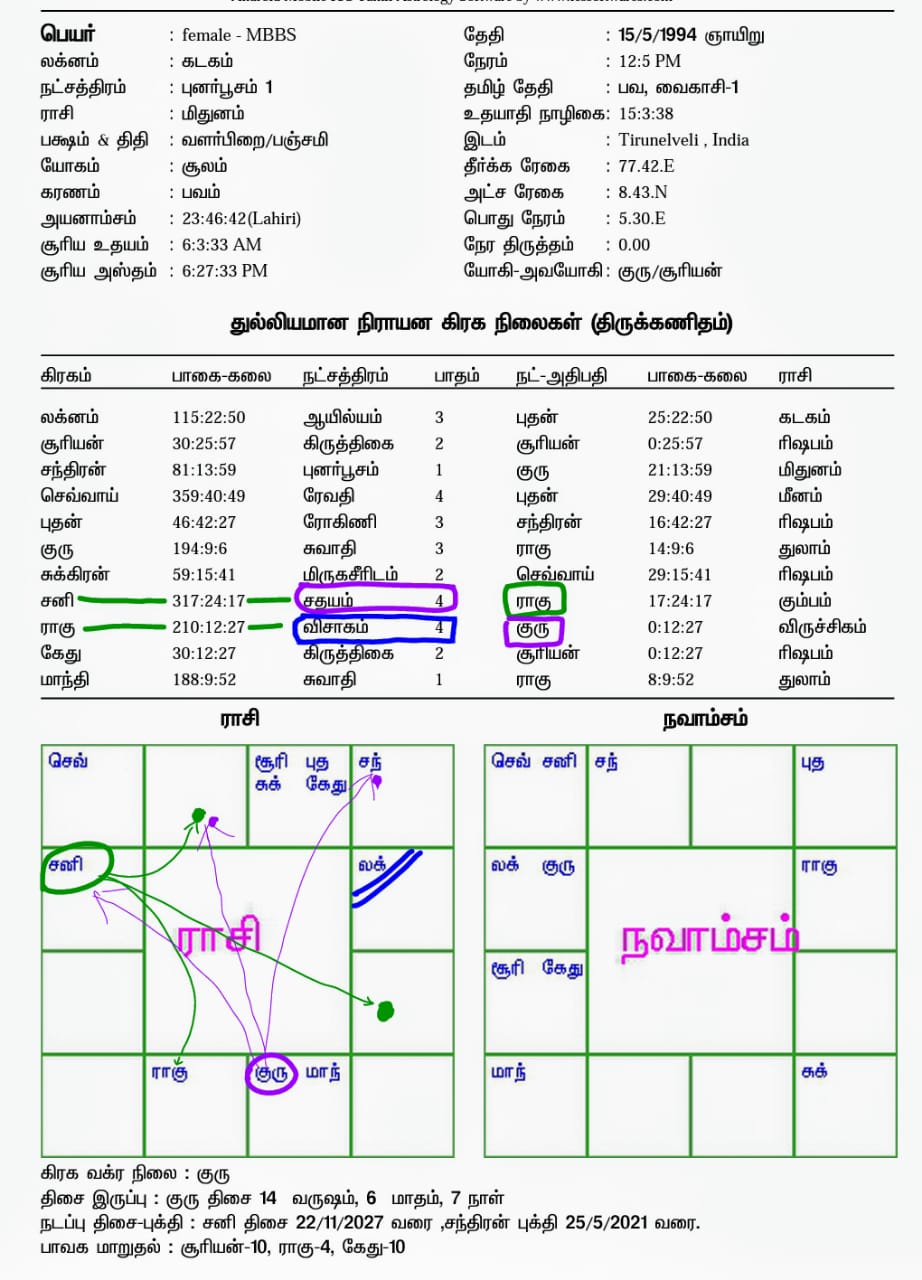 பெயர் : female - MBBS தேதி : 15/5/1994 ஞாயிறு
லக்னம் : கடகம் நேரம் : 12:5 PM
நட்சத்திரம் : புனர்பூசம் 1 தமிழ் தேதி : பவ, வைகாசி-1
ராசி : மிதுனம் உதயாதி நாழிகை: 15:3:38
பக்ஷம் & திதி : வளர்பிறை/பஞ்சமி இடம் : Tirunelveli , India
யோகம் : சூலம் தீர்க்க ரேகை : 77.42.E
கரணம் : பவம் அட்ச ரேகை : 8.43.N
அயனாம்சம் : 23:46:42(Lahiri) பொது நேரம் : 5.30.E
சூரிய உதயம் : 6:3:33 AM நேர திருத்தம் : 0.00
சூரிய அஸ்தம் : 6:27:33 PM யோகி-அவயோகி : குரு/சூரியன்
துல்லியமான நிராயன கிரக நிலைகள் (திருக்கணிதம்)
கிரகம் பாகை-கலை நட்சத்திரம் பாதம் நட்-அதிபதி பாகை-கலை ராசி
லக்னம் 115:22:50 ஆயில்யம் 3 புதன் 25:22:50 கடகம்
சூரியன் 30:25:57 கிருத்திகை 2 சூரியன் 0:25:57 ரிஷபம்
சந்திரன் 81:13:59 புனர்பூசம் 1 குரு 21:13:59 மிதுனம்
செவ்வாய் 359:40:49 ரேவதி 4 புதன் 29:40:49 மீனம்
புதன் 46:42:27 ரோகிணி 3 சந்திரன் 16:42:27 ரிஷபம்
குரு 194:9:6 சுவாதி 3 ராகு 14:9:6 துலாம்
சுக்கிரன் 59:15:41 மிருகசீரிடம் 2 செவ்வாய் 29:15:41 ரிஷபம்
சனி 317:24:17 சதயம் 4 ராகு 17:24:17 கும்பம்
ராகு 210:12:27 விசாகம் 4 குரு 0:12:27 விருச்சிகம்
கேது 30:12:27 கிருத்திகை 2 சூரியன் 0:12:27 ரிஷபம்
மாந்தி 188:9:52 சுவாதி 1 ராகு 8:9:52 துலாம்
ராசி நவாம்சம்
செவ் சூரி புத சந் செவ் சனி சந் புத
சுக் கேது
சனி லக் லக் குரு ராகு
ராசி நவாம்சம்
சூரி கேது
ராகு குரு மாந் மாந் சுக்
கிரக வக்ர நிலை : குரு
திசை இருப்பு : குரு திசை 14 வருஷம், 6 மாதம், 7 நாள்
நடப்பு திசை-புக்தி : சனி திசை 22/11/2027 வரை ,சந்திரன் புக்தி 25/5/2021 வரை.
பாவக மாறுதல் : சூரியன்-10, ராகு-4, கேது-10